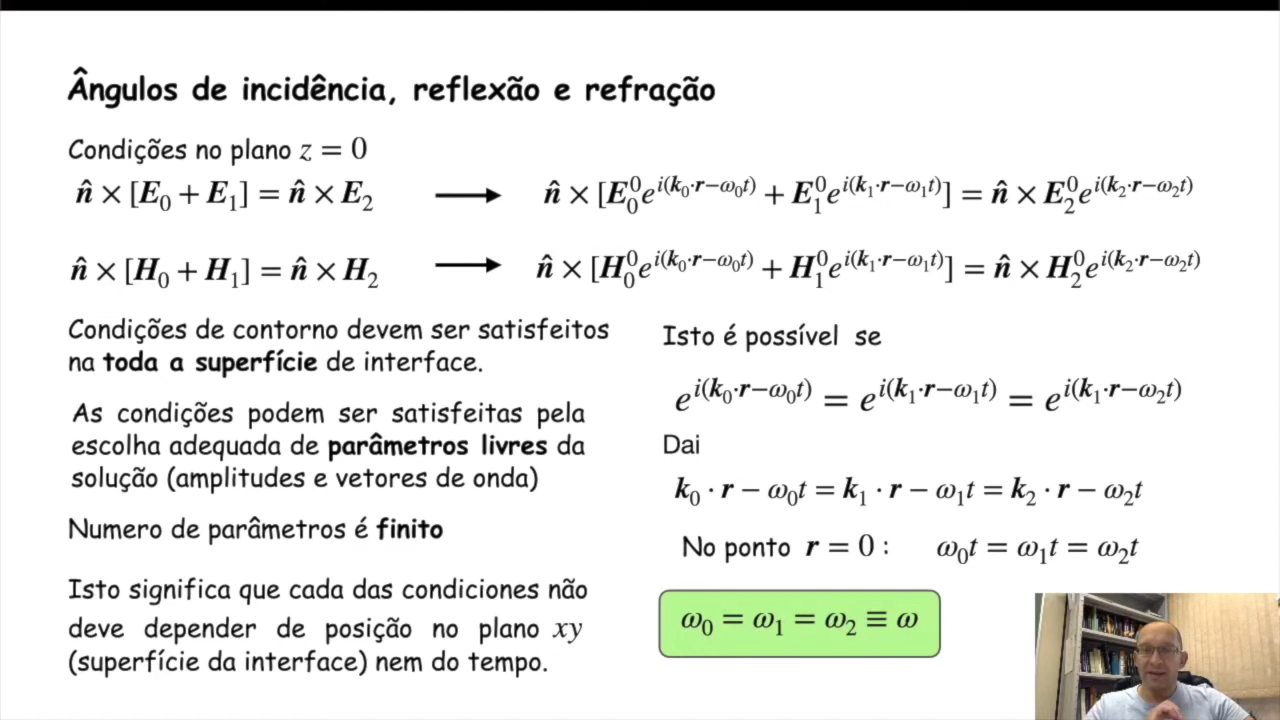 Ângulos de incidência, reflexão e refração
Condições no plano z = 0
n̂ × [E₀ + E₁] = n̂ × E₂ ⟶ n̂ × [E₀⁰e^{i(k₀·r−ω₀t)} + E₁⁰e^{i(k₁·r−ω₁t)}] = n̂ × E₂⁰e^{i(k₂·r−ω₂t)}
n̂ × [H₀ + H₁] = n̂ × H₂ ⟶ n̂ × [H₀⁰e^{i(k₀·r−ω₀t)} + H₁⁰e^{i(k₁·r−ω₁t)}] = n̂ × H₂⁰e^{i(k₂·r−ω₂t)}
Condições de contorno devem ser satisfeitos
na toda a superfície de interface.
As condições podem ser satisfeitas pela
escolha adequada de parâmetros livres da
solução (amplitudes e vetores de onda)
Numero de parâmetros é finito
Isto significa que cada das condiciones não
deve depender de posição no plano xy
(superfície da interface) nem do tempo.
Isto é possível se
e^{i(k₀·r−ω₀t)} = e^{i(k₁·r−ω₁t)} = e^{i(k₁·r−ω₂t)}
Dai
k₀ · r − ω₀t = k₁ · r − ω₁t = k₂ · r − ω₂t
No ponto r = 0 : ω₀t = ω₁t = ω₂t
ω₀ = ω₁ = ω₂ ≡ ω